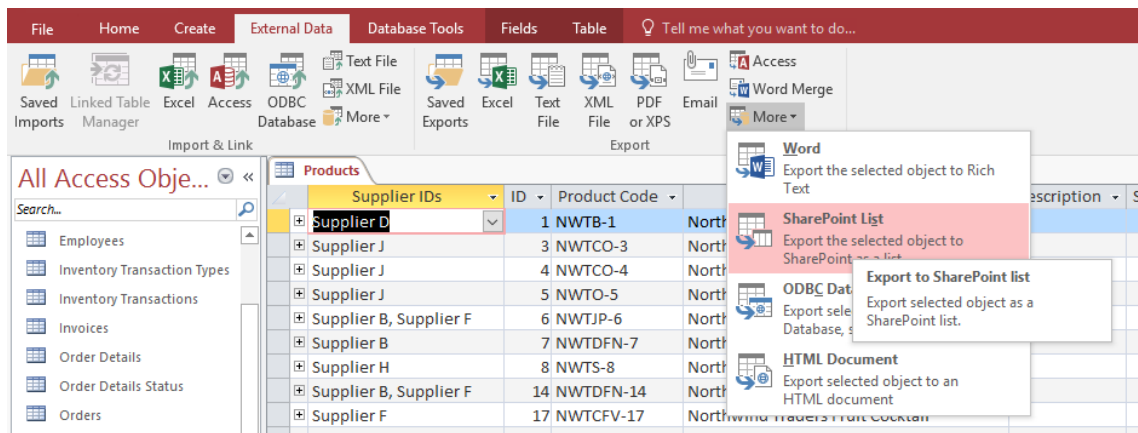 File Home Create External Data Database Tools Fields Table Tell me what you want to do...
Saved Imports
Linked Table Manager
Excel
Access
ODBC Database
Text File
XML File
More
Import & Link
Saved Exports
Excel
Text File
XML File
PDF or XPS
Email
Access
Word Merge
More
Export
Word
Export the selected object to Rich
Text
SharePoint List
Export the selected object to
SharePoint as a list
Export to SharePoint list
Export selected object as a
SharePoint list.
ODBC Dat
Export sele
Database, s
HTML Document
Export selected object to an
HTML document
All Access Obje...
Search...
Employees
Inventory Transaction Types
Inventory Transactions
Invoices
Order Details
Order Details Status
Orders
Products
Supplier IDs ID Product Code escription S
Supplier D 1 NWTB-1 North
Supplier J 3 NWTCO-3 North
Supplier J 4 NWTCO-4 North
Supplier J 5 NWTO-5 North
Supplier B, Supplier F 6 NWTJP-6 North
Supplier B 7 NWTDFN-7 North
Supplier H 8 NWTS-8 North
Supplier B, Supplier F 14 NWTDFN-14 North
Supplier F 17 NWTCFV-17 Northwind Traders Fruit Cocktail